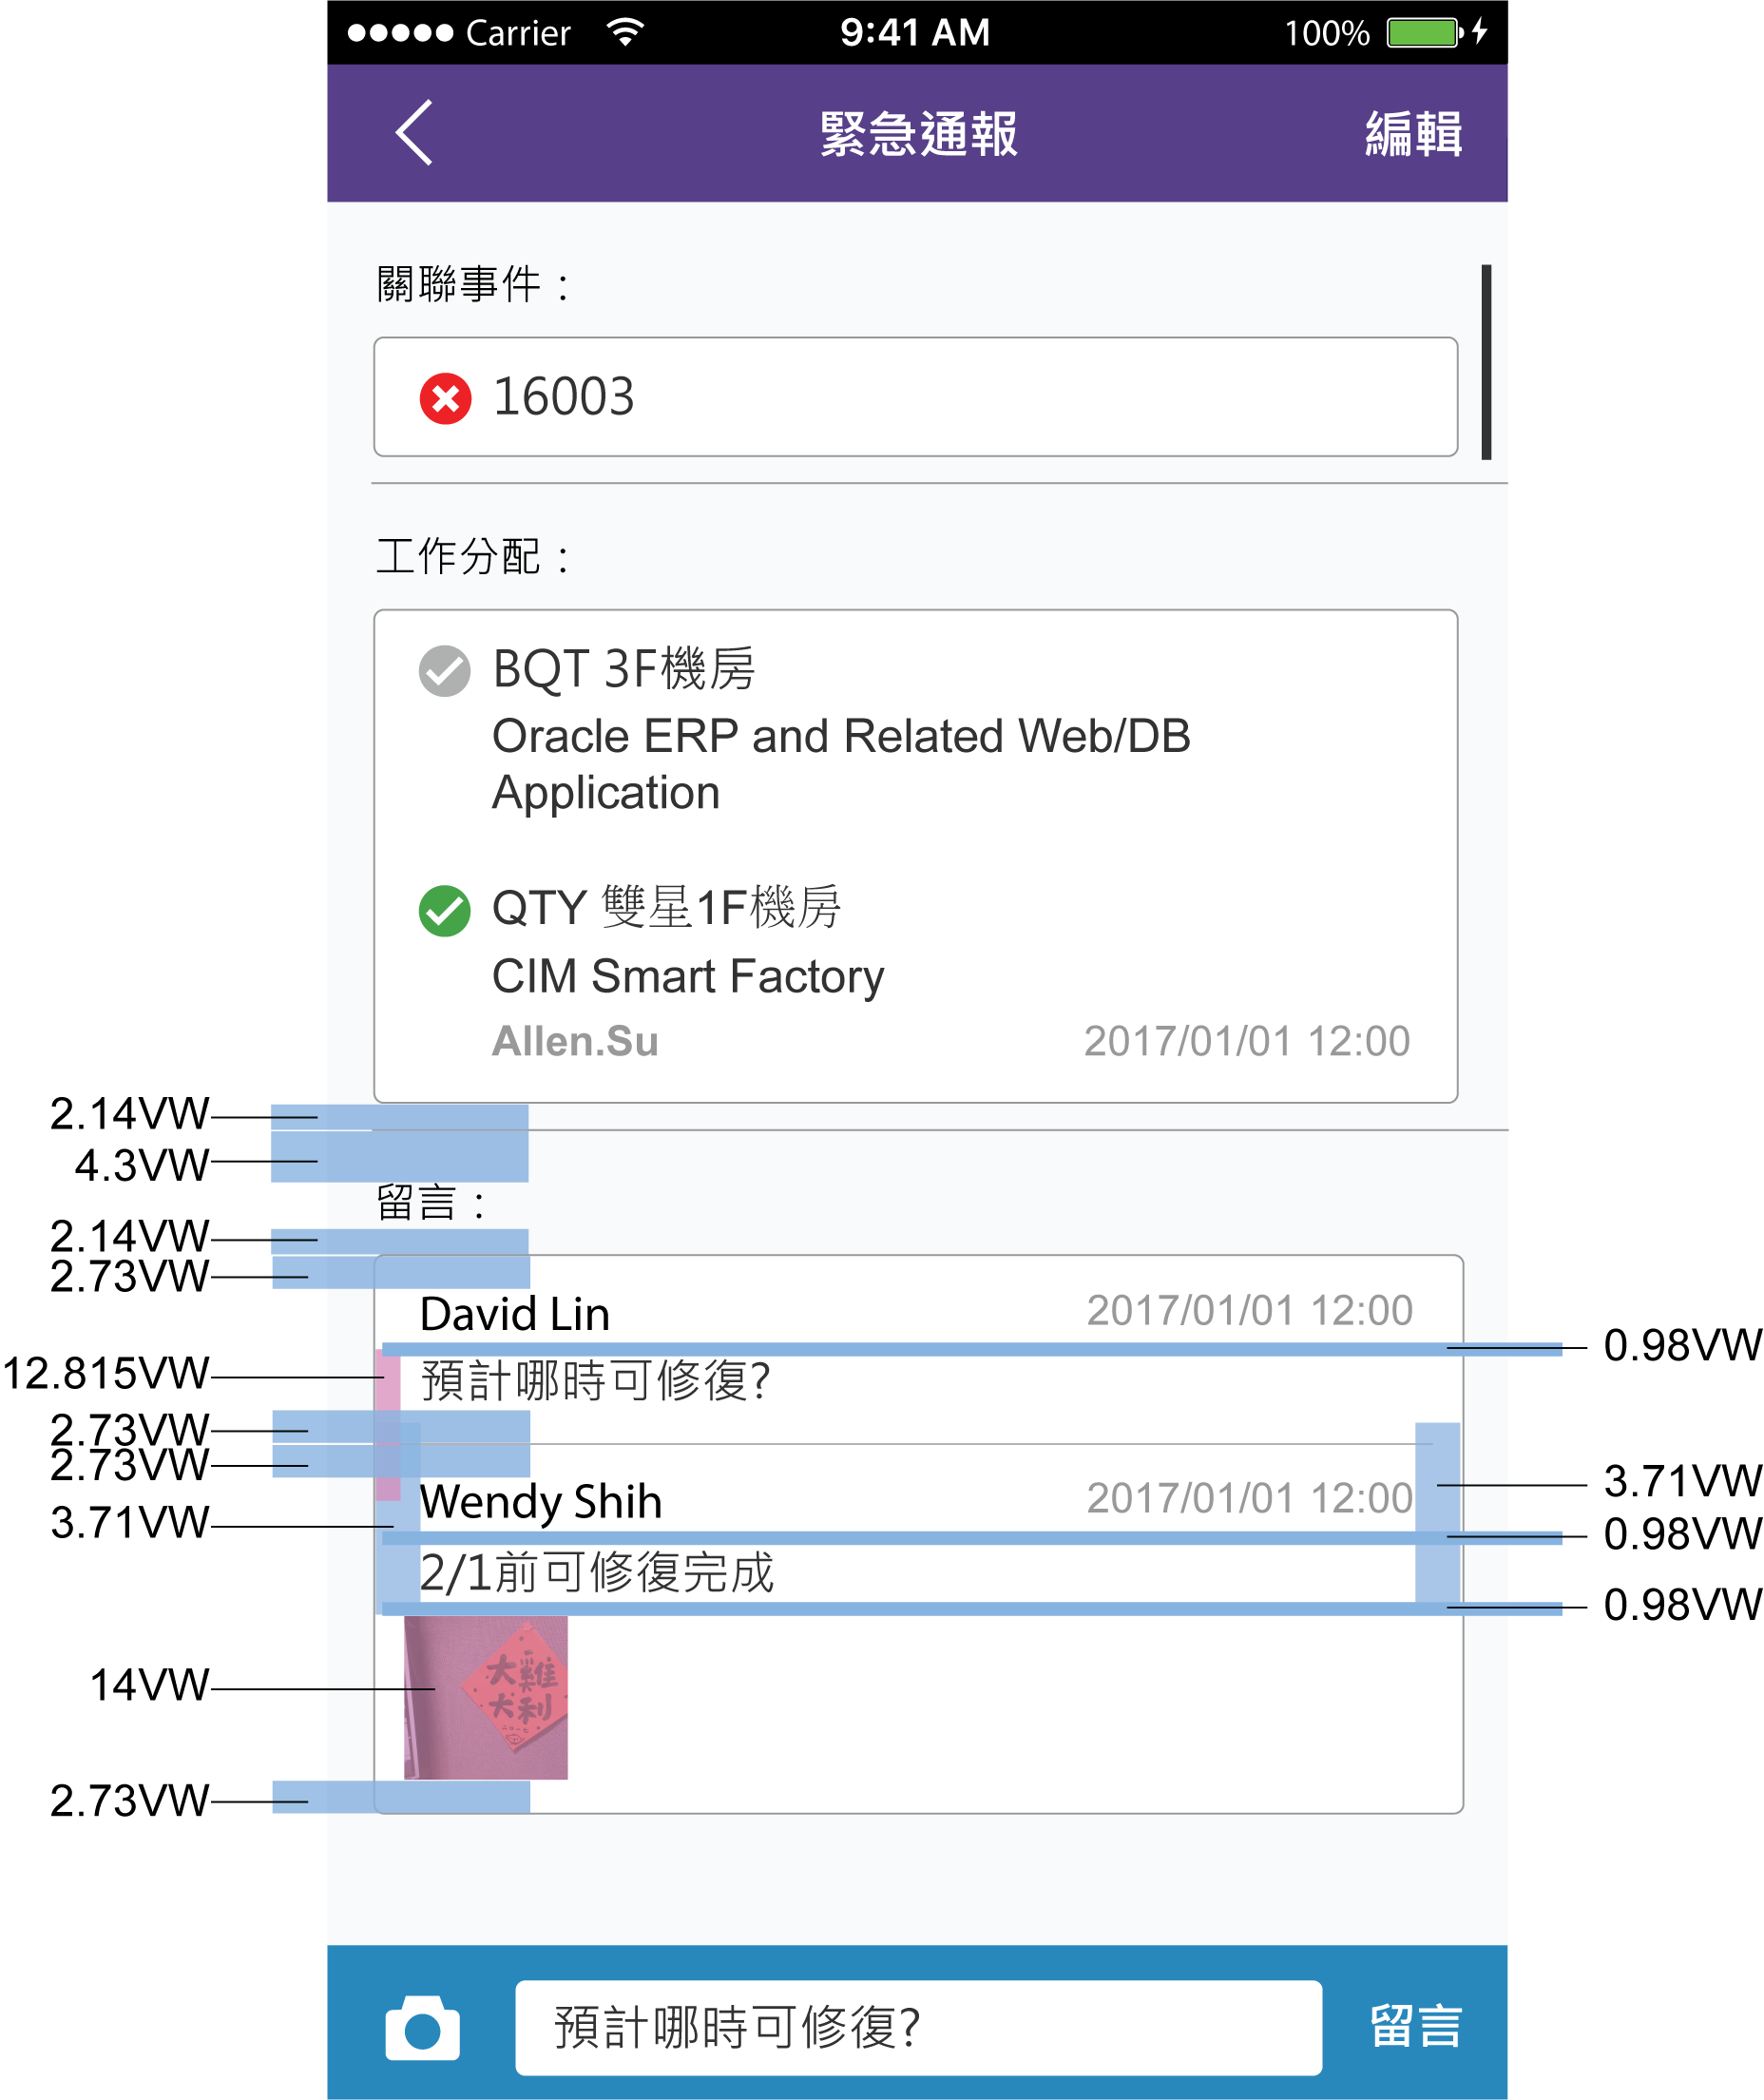 Carrier 9:41 AM 100%
緊急通報 編輯
關聯事件：
16003
工作分配：
BQT 3F機房
Oracle ERP and Related Web/DB
Application
QTY 雙星1F機房
CIM Smart Factory
Allen.Su 2017/01/01 12:00
2.14VW
4.3VW
留言：
2.14VW
2.73VW
David Lin 2017/01/01 12:00
0.98VW
12.815VW
預計哪時可修復?
2.73VW
2.73VW
3.71VW
Wendy Shih 2017/01/01 12:00
3.71VW
0.98VW
2/1前可修復完成
0.98VW
大雞
大利
14VW
2.73VW
預計哪時可修復? 留言